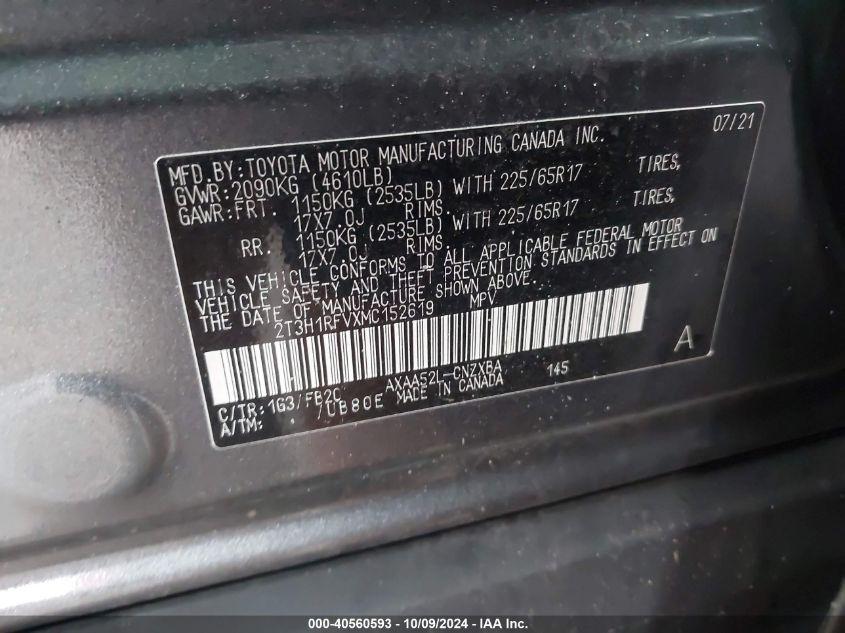 07/21
MFD.BY:TOYOTA MOTOR MANUFACTURING CANADA INC.
GVWR:2090KG (4610LB)
GAWR:FRT. 1150KG (2535LB) WITH 225/65R17 TIRES,
17X7.0J RIMS.
RR. 1150KG (2535LB) WITH 225/65R17 TIRES,
17X7.0J RIMS.
THIS VEHICLE CONFORMS TO ALL APPLICABLE FEDERAL MOTOR
VEHICLE SAFETY AND THEFT PREVENTION STANDARDS IN EFFECT ON
THE DATE OF MANUFACTURE SHOWN ABOVE.
2T3H1RFVXMC152619 MPV
A
C/TR:1G3/FB2C AXAA52L-CNZXBA 145
A/TM: /UB80E MADE IN CANADA
000-40560593 - 10/09/2024 - IAA Inc.